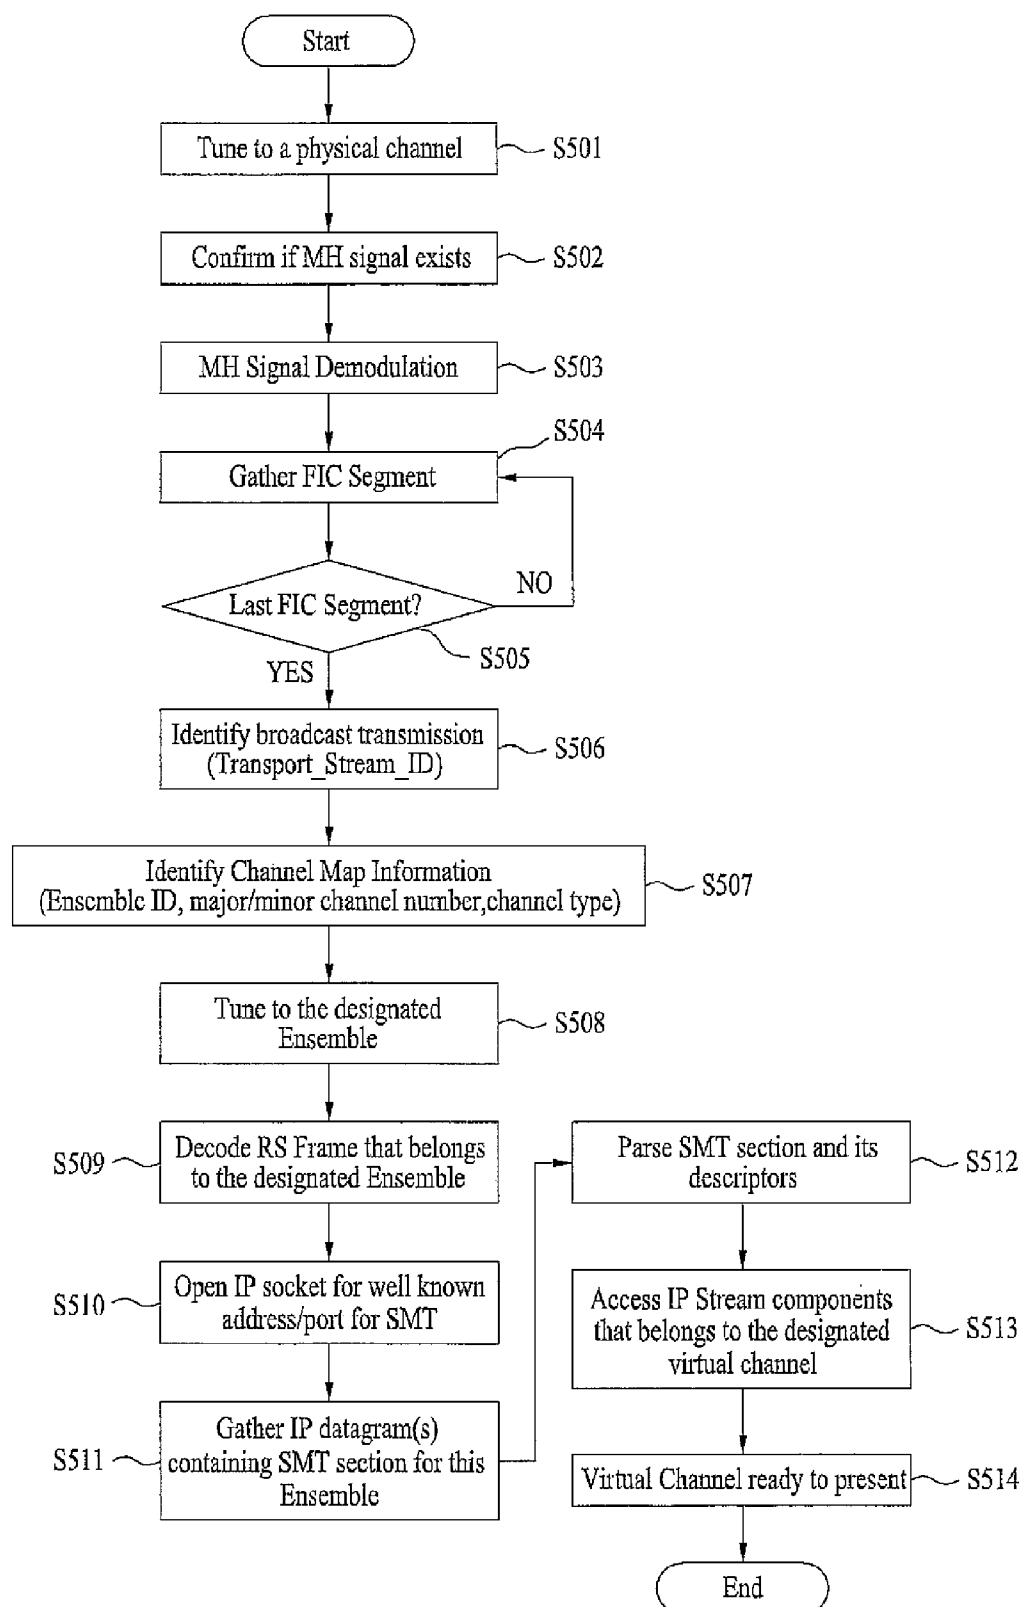 Start
Tune to a physical channel
S501
Confirm if MH signal exists
S502
MH Signal Demodulation
S503
S504
Gather FIC Segment
NO
Last FIC Segment?
S505
YES
Identify broadcast transmission
(Transport_Stream_ID)
S506
Identify Channel Map Information
(Ensemble ID, major/minor channel number,channel type)
S507
Tune to the designated
Ensemble
S508
S509
Decode RS Frame that belongs
to the designated Ensemble
S510
Open IP socket for well known
address/port for SMT
S511
Gather IP datagram(s)
containing SMT section for this
Ensemble
Parse SMT section and its
descriptors
S512
Access IP Stream components
that belongs to the designated
virtual channel
S513
Virtual Channel ready to present
S514
End